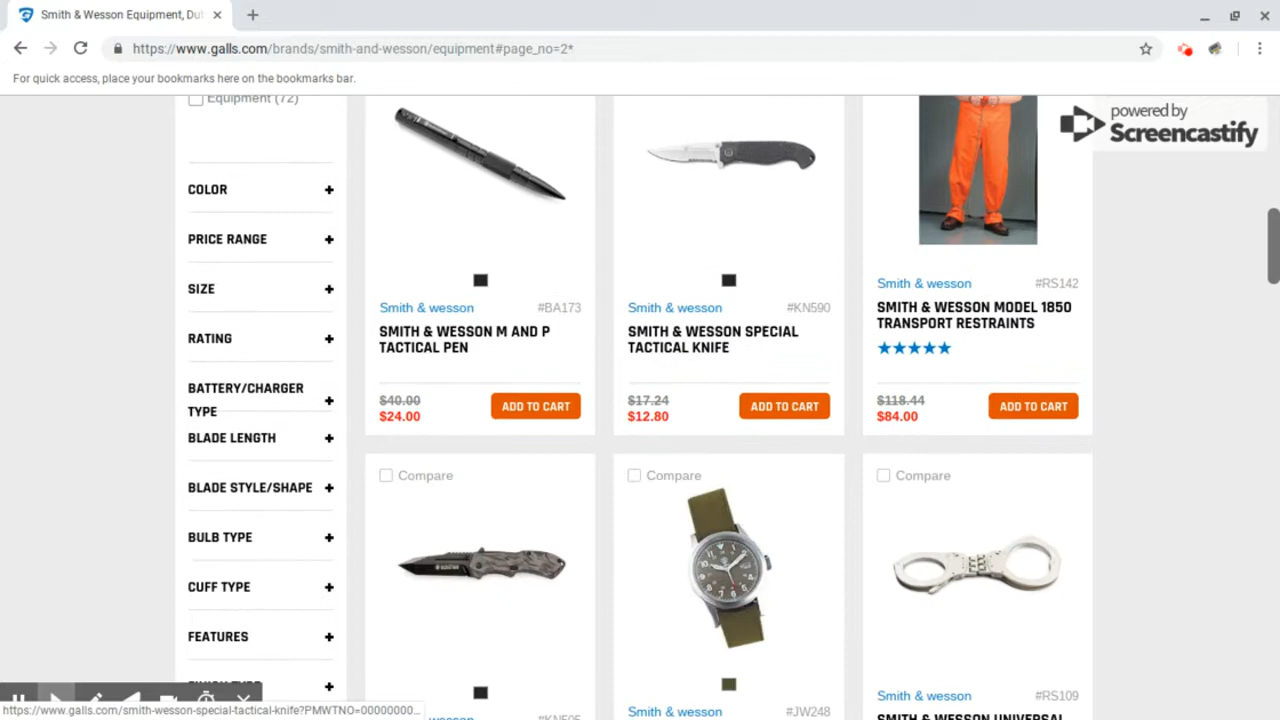 Smith & Wesson Equipment, Dut
https://www.galls.com/brands/smith-and-wesson/equipment#page_no=2*
For quick access, place your bookmarks here on the bookmarks bar.
Equipment (72)
powered by
Screencastify
COLOR +
PRICE RANGE +
SIZE +
RATING +
BATTERY/CHARGER
TYPE +
BLADE LENGTH +
BLADE STYLE/SHAPE +
BULB TYPE +
CUFF TYPE +
FEATURES +
Smith & wesson #BA173
SMITH & WESSON M AND P
TACTICAL PEN
$40.00
$24.00
ADD TO CART
Smith & wesson #KN590
SMITH & WESSON SPECIAL
TACTICAL KNIFE
$17.24
$12.80
ADD TO CART
Smith & wesson #RS142
SMITH & WESSON MODEL 1850
TRANSPORT RESTRAINTS
$118.44
$84.00
ADD TO CART
Compare
wesson #KN595
Compare
Smith & wesson #JW248
Compare
Smith & wesson #RS109
SMITH & WESSON UNIVERSAL
https://www.galls.com/smith-wesson-special-tactical-knife?PMWTNO=00000000...